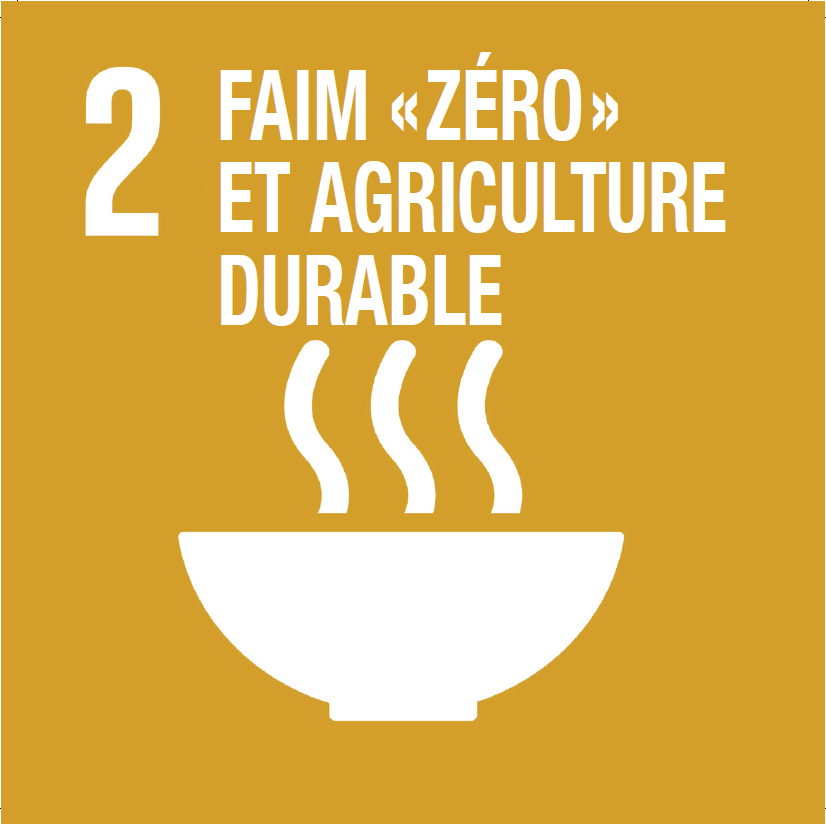 2
FAIM «ZÉRO»
ET AGRICULTURE
DURABLE